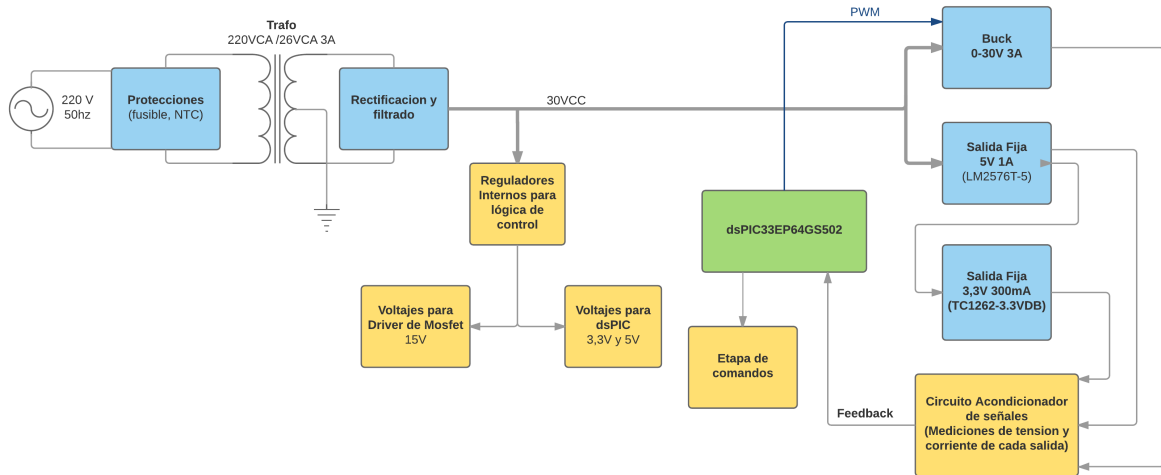 Trafo
220VCA /26VCA 3A
220 V
50hz
Protecciones
(fusible, NTC)
Rectificacion y
filtrado
30VCC
PWM
Buck
0-30V 3A
Salida Fija
5V 1A
(LM2576T-5)
Reguladores
Internos para
lógica de
control
dsPIC33EP64GS502
Salida Fija
3,3V 300mA
(TC1262-3.3VDB)
Voltajes para
Driver de Mosfet
15V
Voltajes para
dsPIC
3,3V y 5V
Etapa de
comandos
Feedback
Circuito Acondicionador
de señales
(Mediciones de tension y
corriente de cada salida)